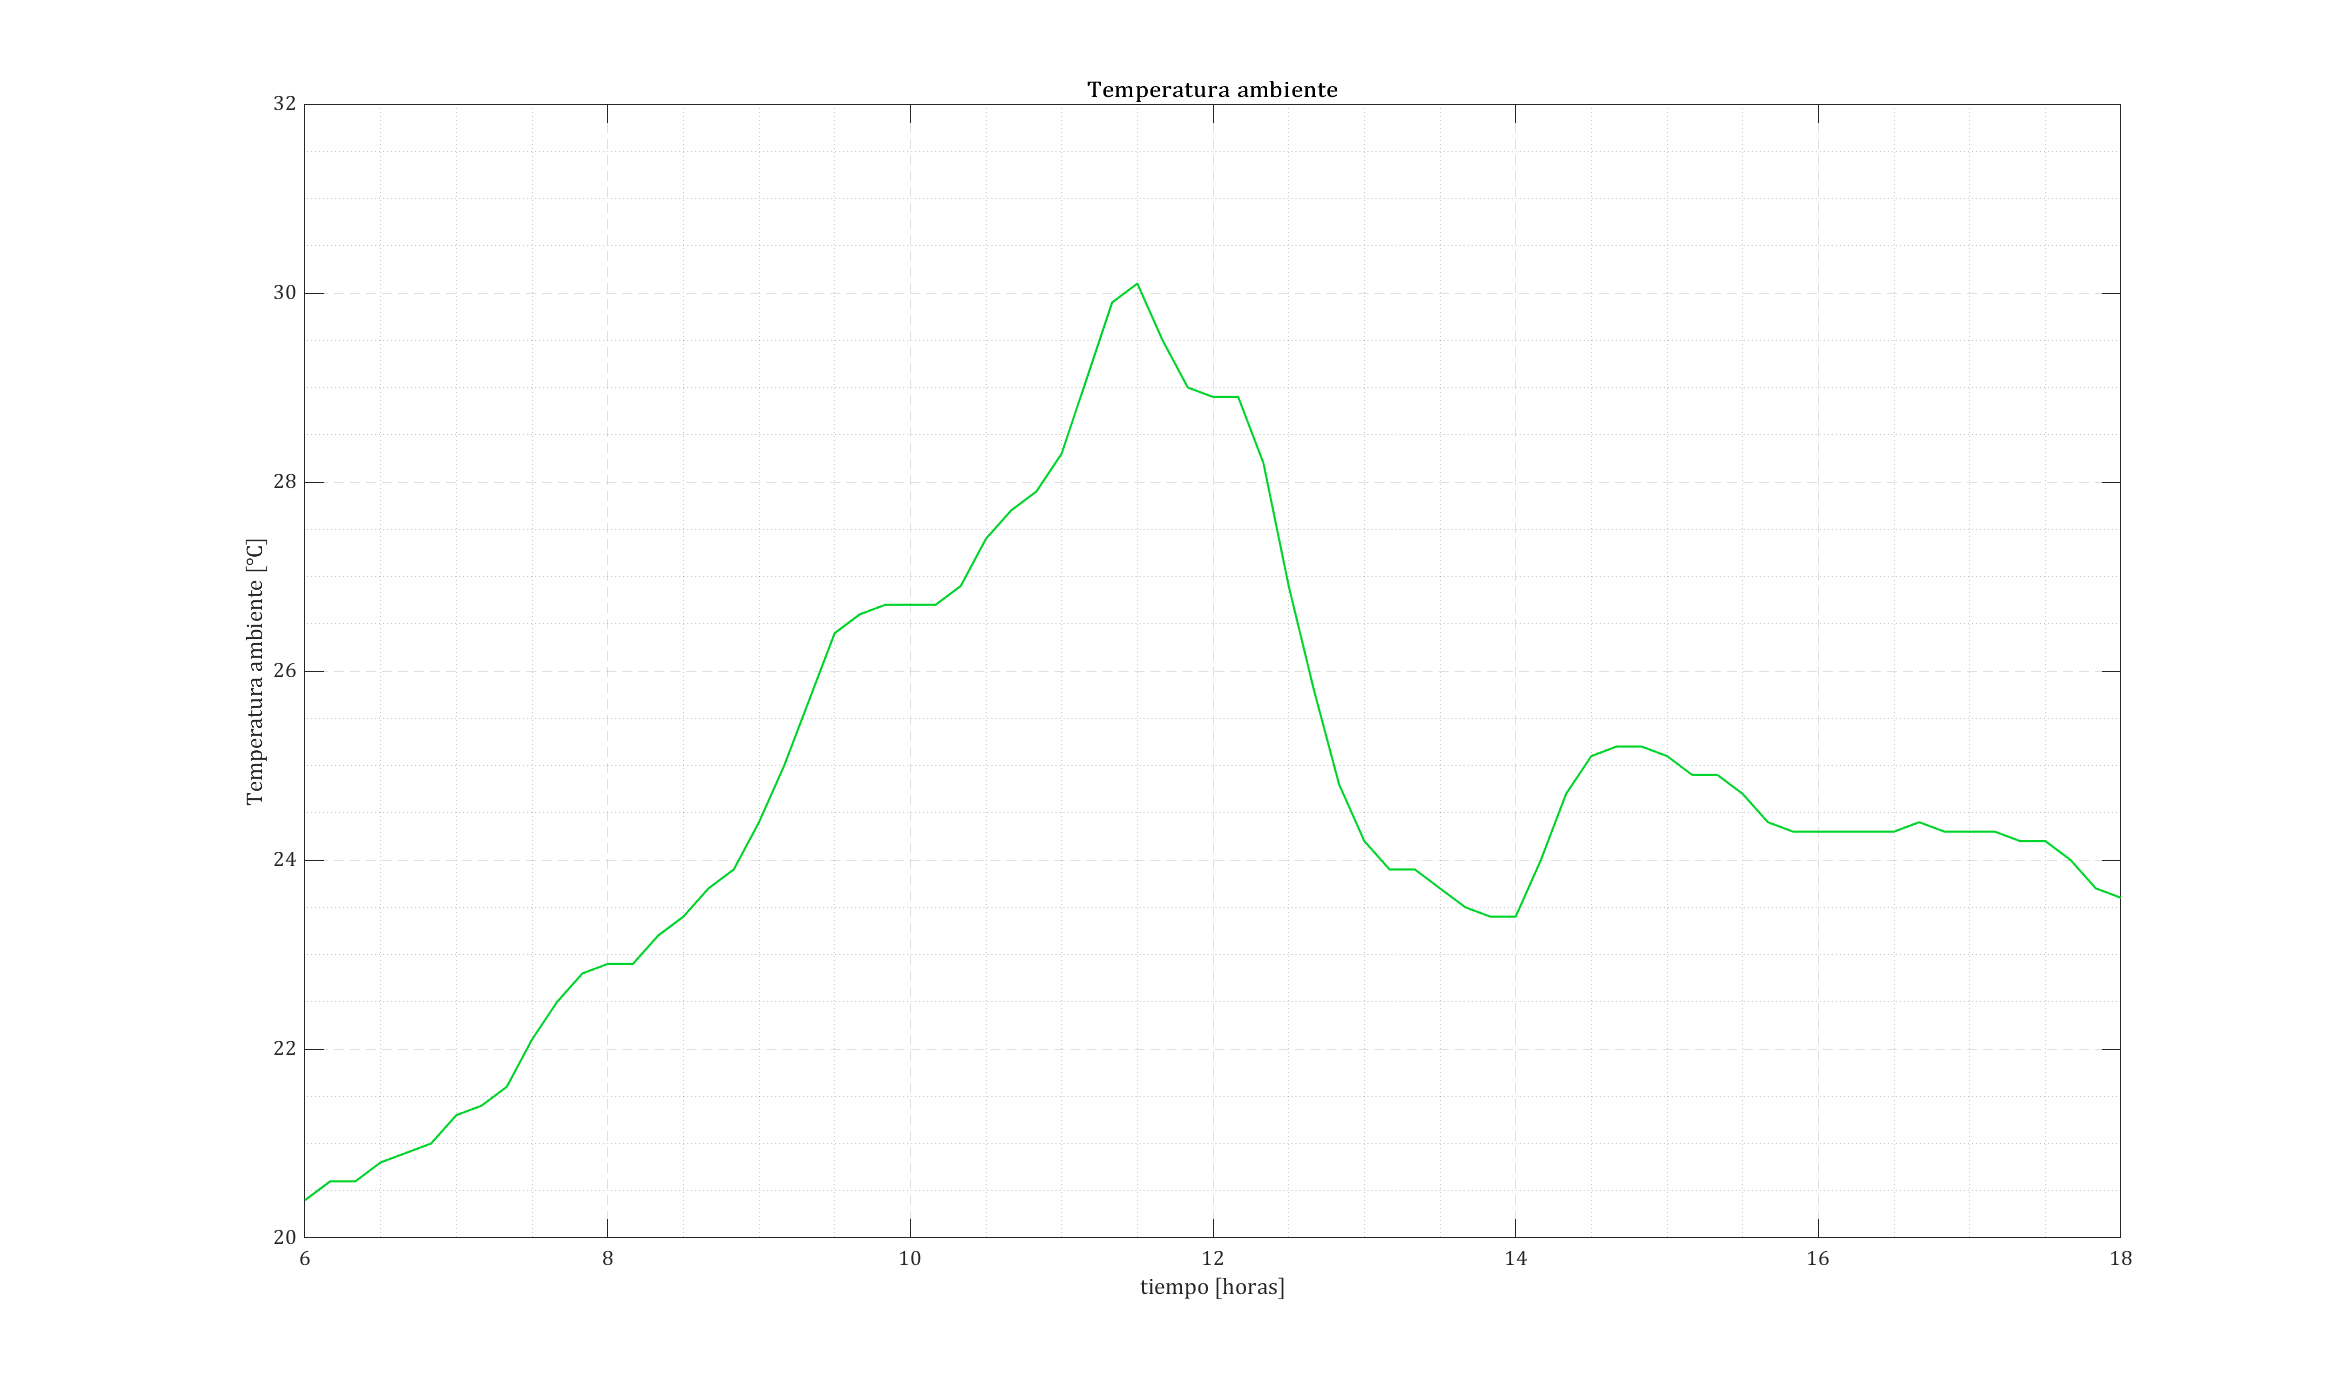 Temperatura ambiente
32
30
28
26
24
22
20
Temperatura ambiente [°C]
6 8 10 12 14 16 18
tiempo [horas]